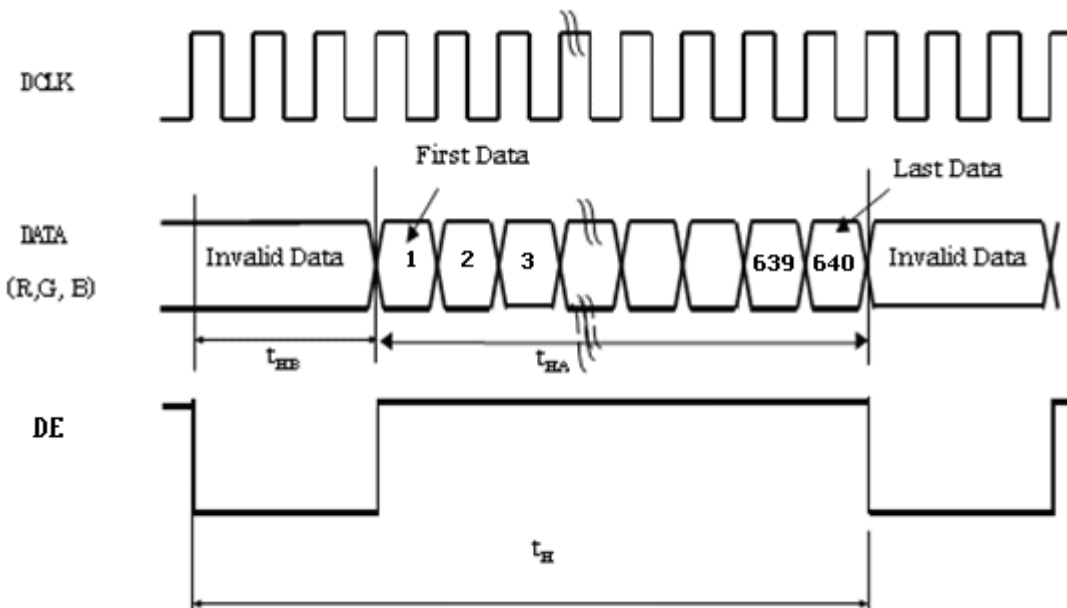 DCLK
First Data
Last Data
DATA
(R,G, B)
Invalid Data
1
2
3
639
640
Invalid Data
tHB
tHA
DE
tH